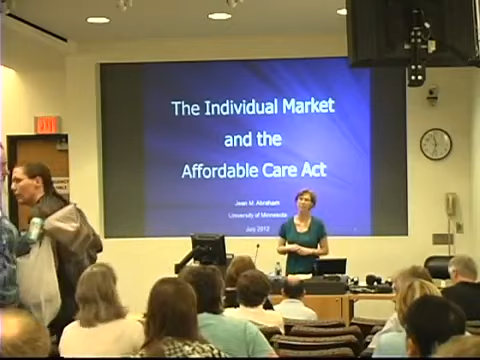 The Individual Market
and the
Affordable Care Act
Jean M. Abraham
University of Minnesota
July 2012
EXIT